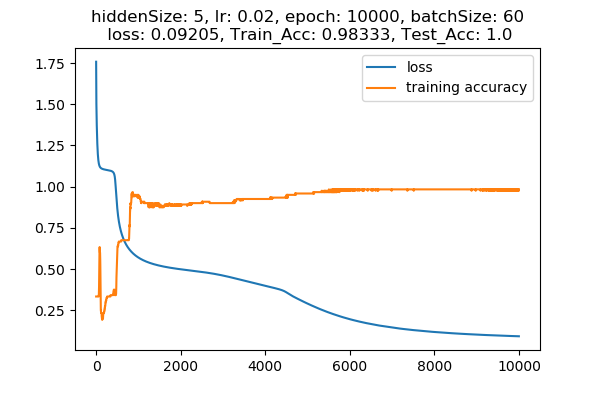 hiddenSize: 5, lr: 0.02, epoch: 10000, batchSize: 60
loss: 0.09205, Train_Acc: 0.98333, Test_Acc: 1.0
loss
training accuracy
1.75
1.50
1.25
1.00
0.75
0.50
0.25
0 2000 4000 6000 8000 10000